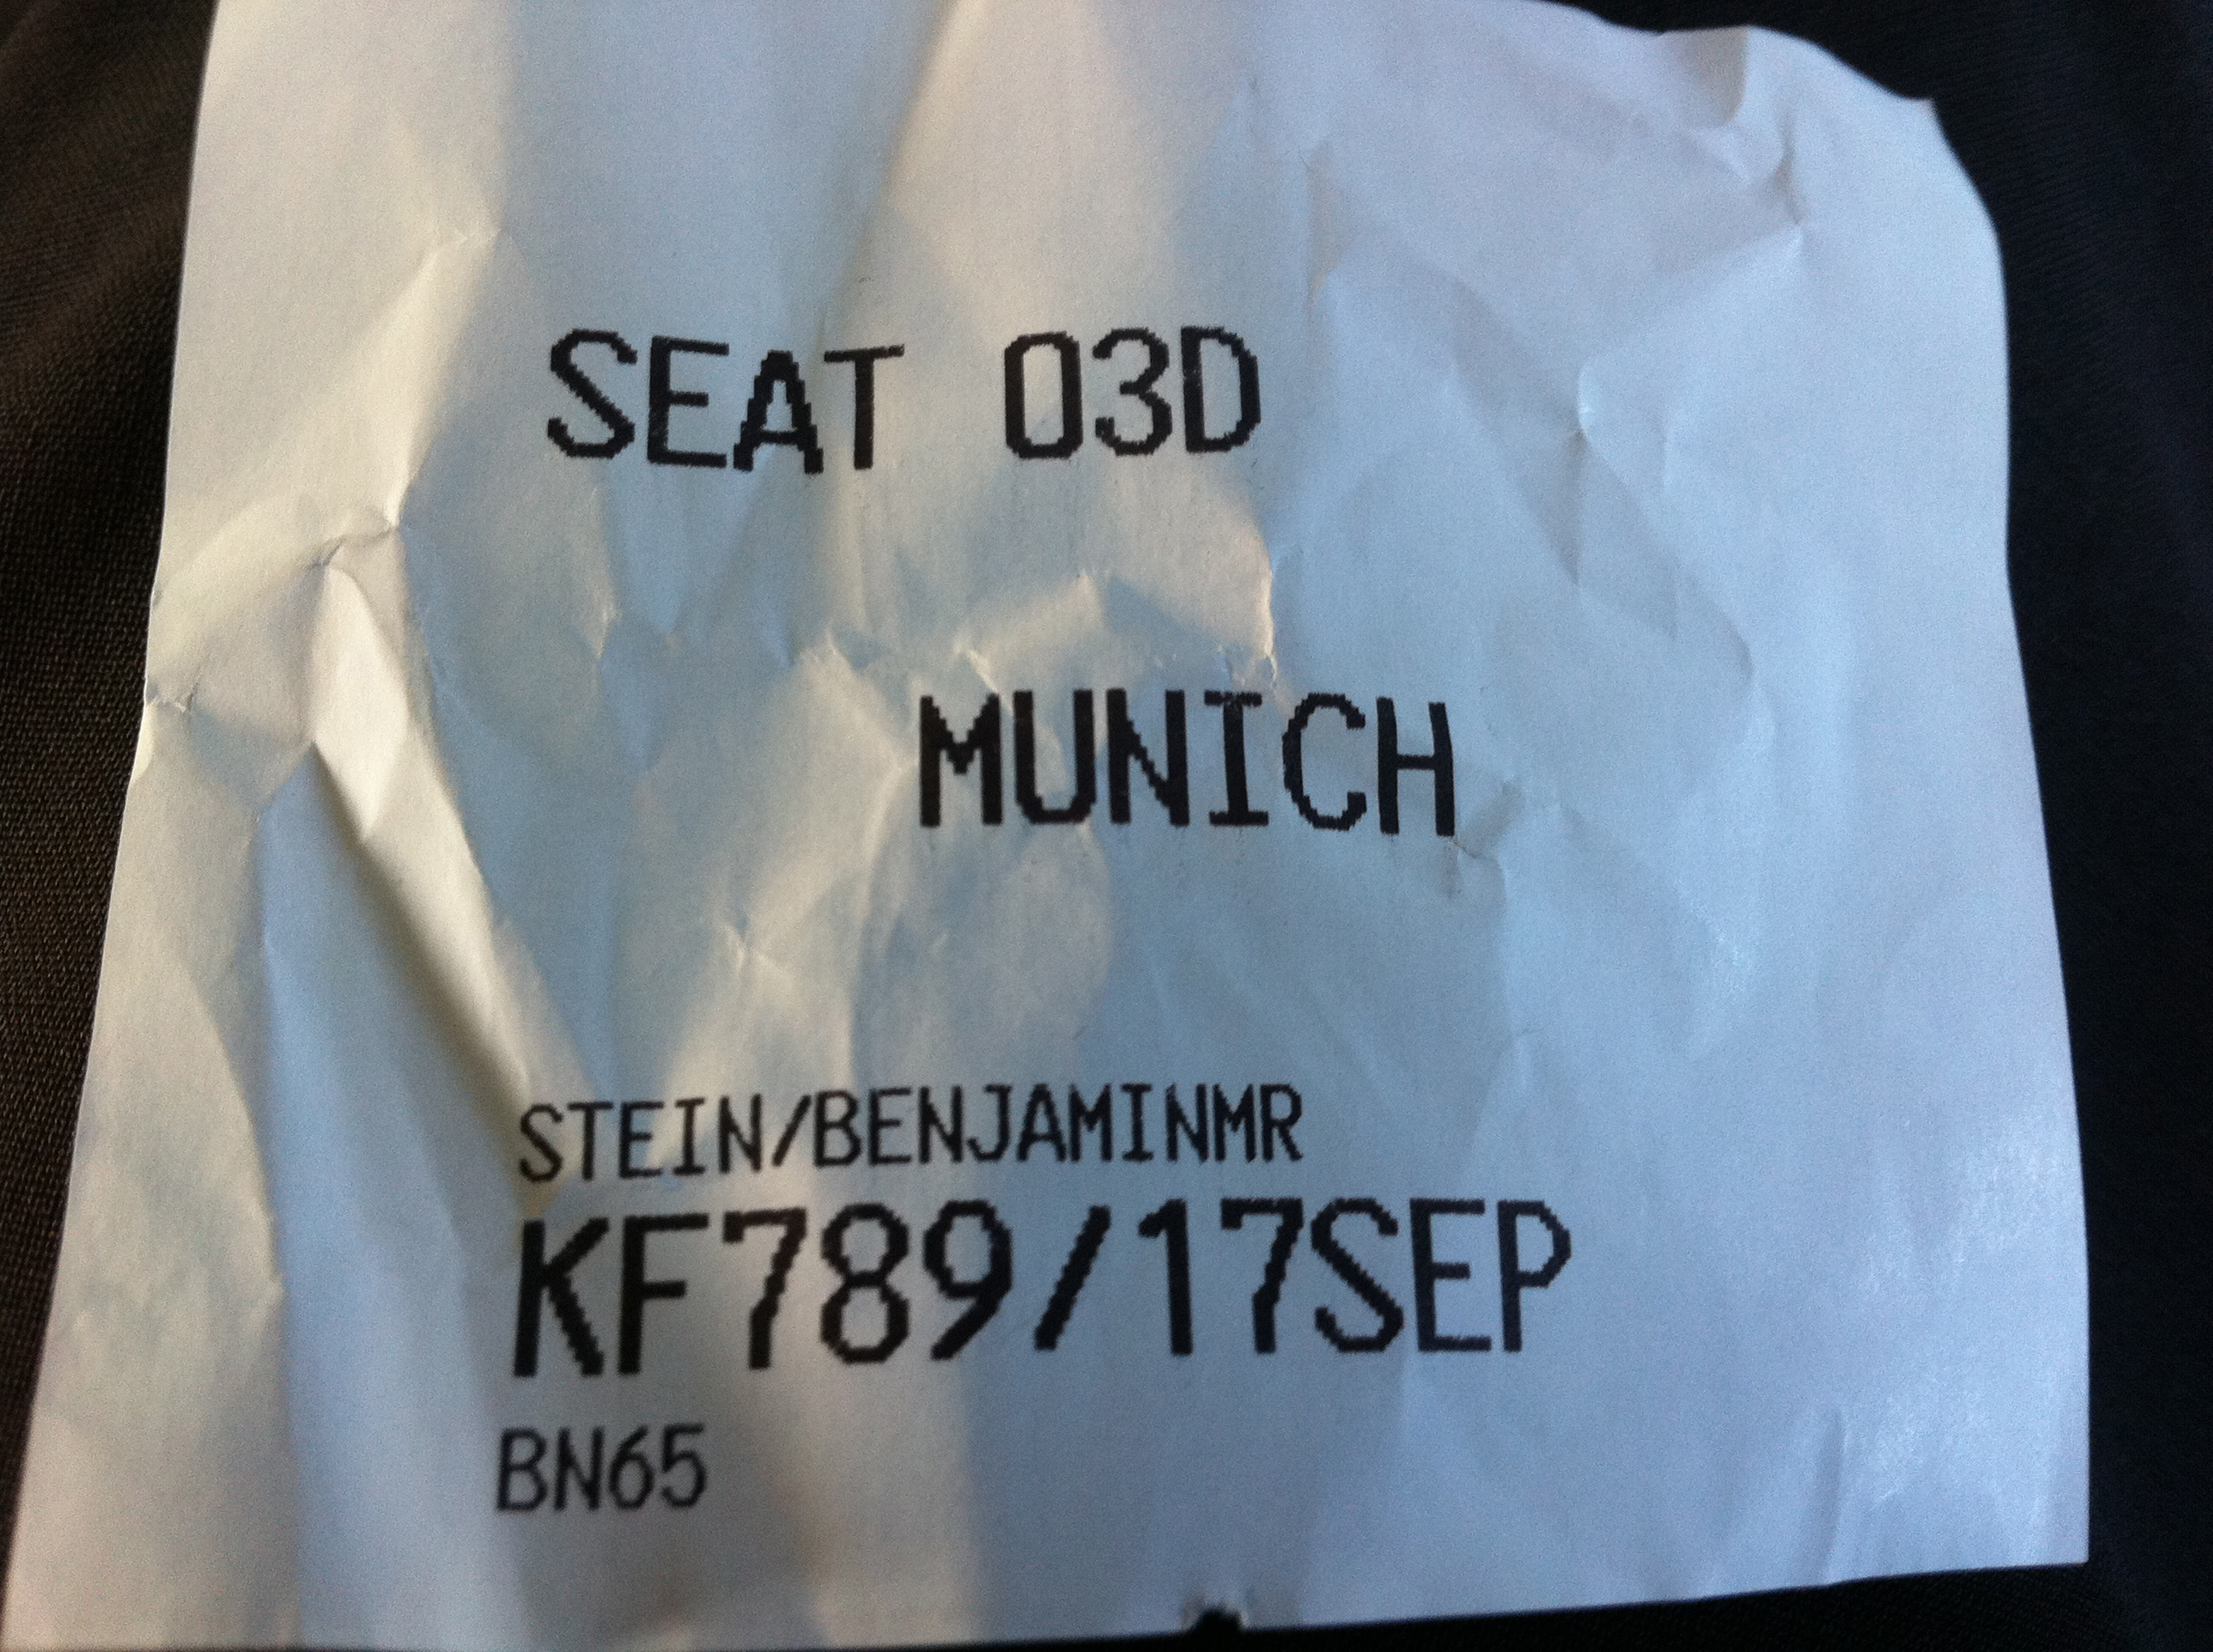 SEAT 03D
MUNICH
STEIN/BENJAMINMR
KF789/17SEP
BN65